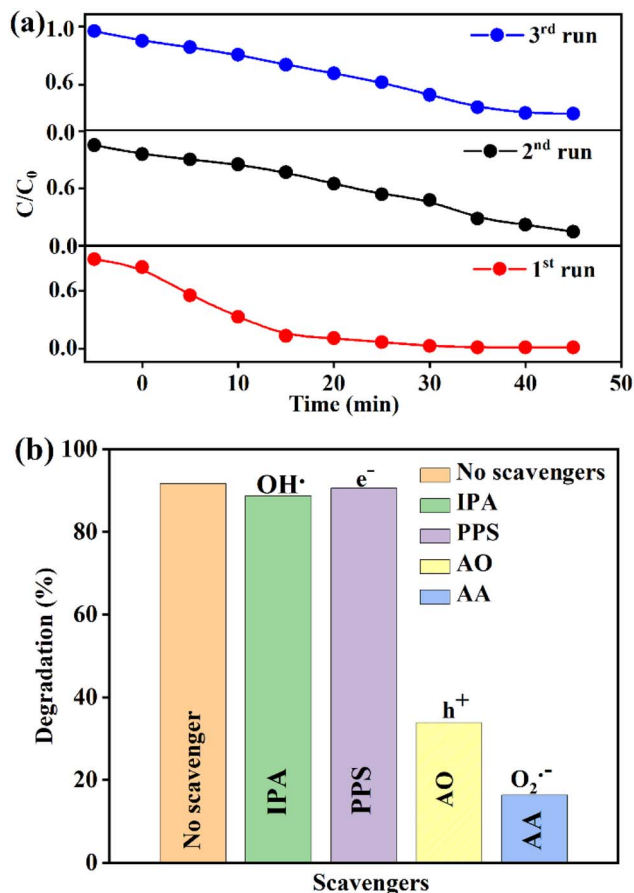 (a)
1.0
3rd run
0.6
0.0
2nd run
C/C0
0.6
0.0
1st run
0.6
0.0
0 10 20 30 40 50
Time (min)
(b)
100
No scavengers
OH· e−
IPA
80
PPS
AO
60
AA
Degradation (%)
40
h+
20
O2·−
No scavenger
IPA
PPS
AO
AA
0
Scavengers